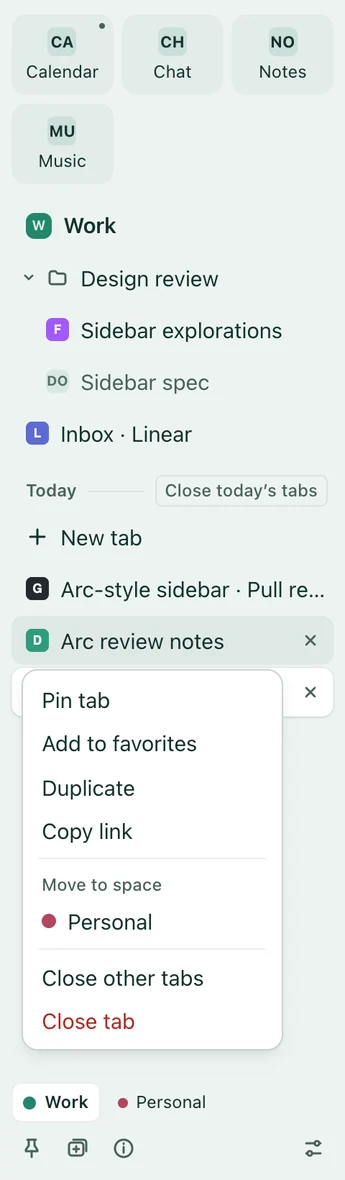 CA
Calendar
CH
Chat
NO
Notes
MU
Music
W Work
Design review
F Sidebar explorations
DO Sidebar spec
L Inbox · Linear
Today Close today’s tabs
+ New tab
G Arc-style sidebar · Pull re...
D Arc review notes
Pin tab
Add to favorites
Duplicate
Copy link
Move to space
Personal
Close other tabs
Close tab
Work Personal